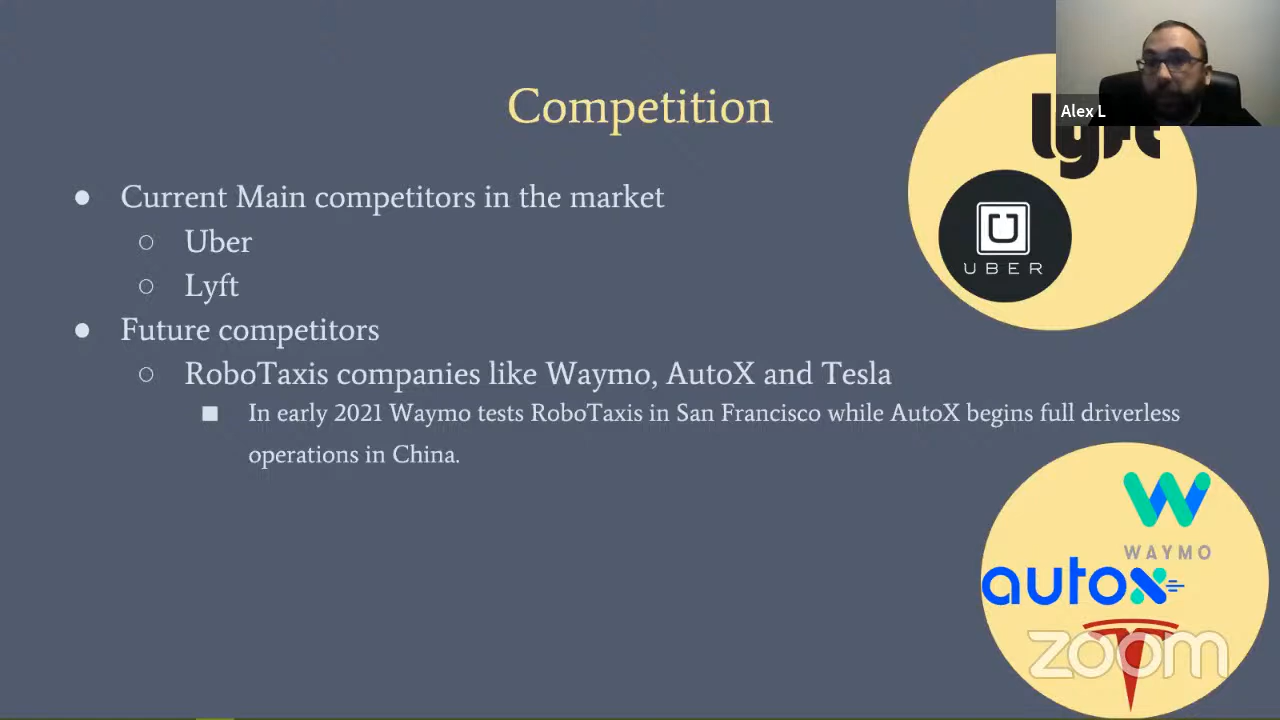 Alex L
Competition
lyft
Current Main competitors in the market
Uber
UBER
Lyft
Future competitors
RoboTaxis companies like Waymo, AutoX and Tesla
In early 2021 Waymo tests RoboTaxis in San Francisco while AutoX begins full driverless
operations in China.
WAYMO
autox
zoom